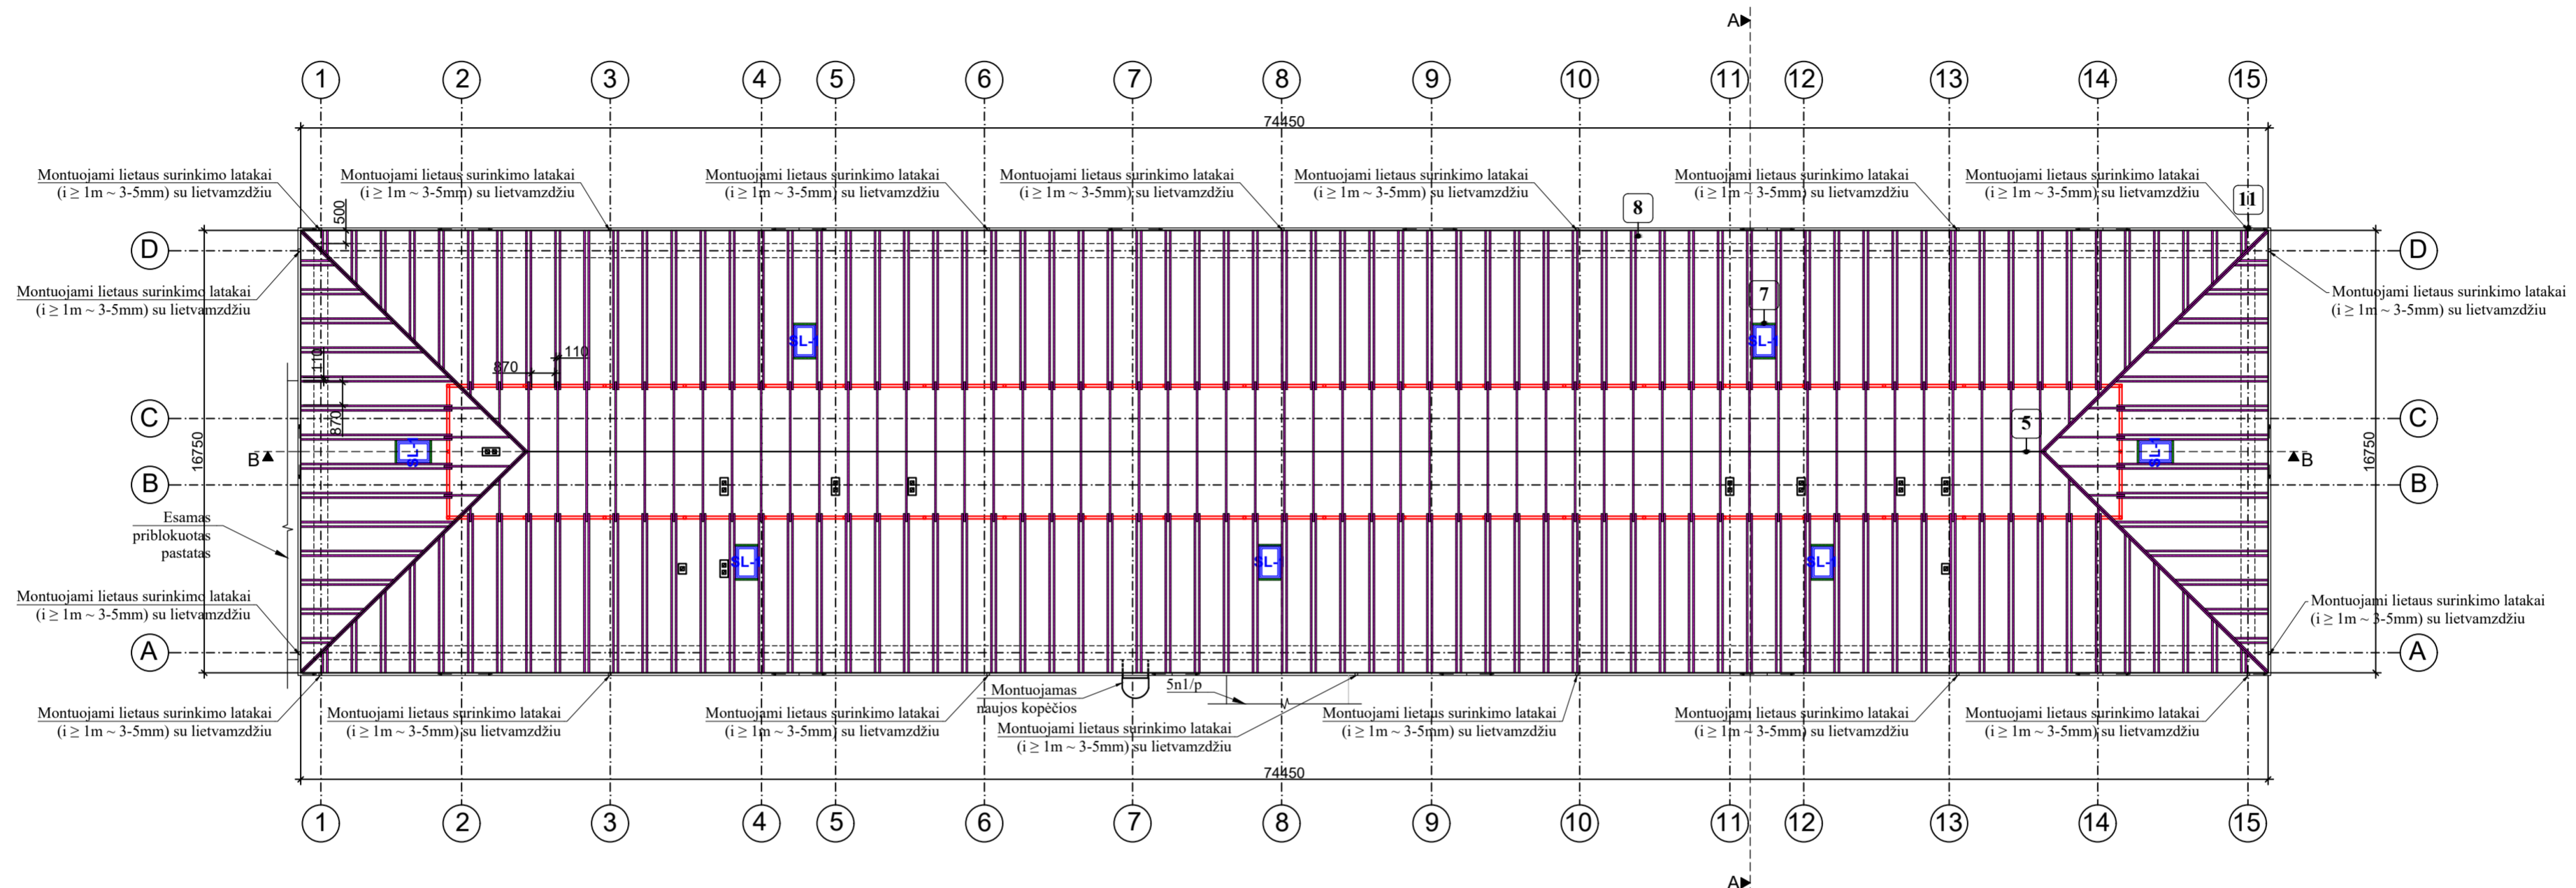 A
1 2 3 4 5 6 7 8 9 10 11 12 13 14 15
74450
Montuojami lietaus surinkimo latakai
(i ≥ 1m ~ 3-5mm) su lietvamzdžiu
Montuojami lietaus surinkimo latakai
(i ≥ 1m ~ 3-5mm) su lietvamzdžiu
Montuojami lietaus surinkimo latakai
(i ≥ 1m ~ 3-5mm) su lietvamzdžiu
Montuojami lietaus surinkimo latakai
(i ≥ 1m ~ 3-5mm) su lietvamzdžiu
Montuojami lietaus surinkimo latakai
(i ≥ 1m ~ 3-5mm) su lietvamzdžiu
Montuojami lietaus surinkimo latakai
(i ≥ 1m ~ 3-5mm) su lietvamzdžiu
Montuojami lietaus surinkimo latakai
(i ≥ 1m ~ 3-5mm) su lietvamzdžiu
500
8
11
D
D
Montuojami lietaus surinkimo latakai
(i ≥ 1m ~ 3-5mm) su lietvamzdžiu
7
Montuojami lietaus surinkimo latakai
(i ≥ 1m ~ 3-5mm) su lietvamzdžiu
SL-1
SL-1
110
870
110
870
C
5
C
16750
B
SL-1
SL-1
B
16750
B
B
Esamas
priblokuotas
pastatas
SL-1
SL-1
SL-1
Montuojami lietaus surinkimo latakai
(i ≥ 1m ~ 3-5mm) su lietvamzdžiu
Montuojami lietaus surinkimo latakai
(i ≥ 1m ~ 3-5mm) su lietvamzdžiu
A
A
Montuojamas
naujos kopėčios
5n1/p
Montuojami lietaus surinkimo latakai
(i ≥ 1m ~ 3-5mm) su lietvamzdžiu
Montuojami lietaus surinkimo latakai
(i ≥ 1m ~ 3-5mm) su lietvamzdžiu
Montuojami lietaus surinkimo latakai
(i ≥ 1m ~ 3-5mm) su lietvamzdžiu
Montuojami lietaus surinkimo latakai
(i ≥ 1m ~ 3-5mm) su lietvamzdžiu
Montuojami lietaus surinkimo latakai
(i ≥ 1m ~ 3-5mm) su lietvamzdžiu
Montuojami lietaus surinkimo latakai
(i ≥ 1m ~ 3-5mm) su lietvamzdžiu
Montuojami lietaus surinkimo latakai
(i ≥ 1m ~ 3-5mm) su lietvamzdžiu
74450
1 2 3 4 5 6 7 8 9 10 11 12 13 14 15
A